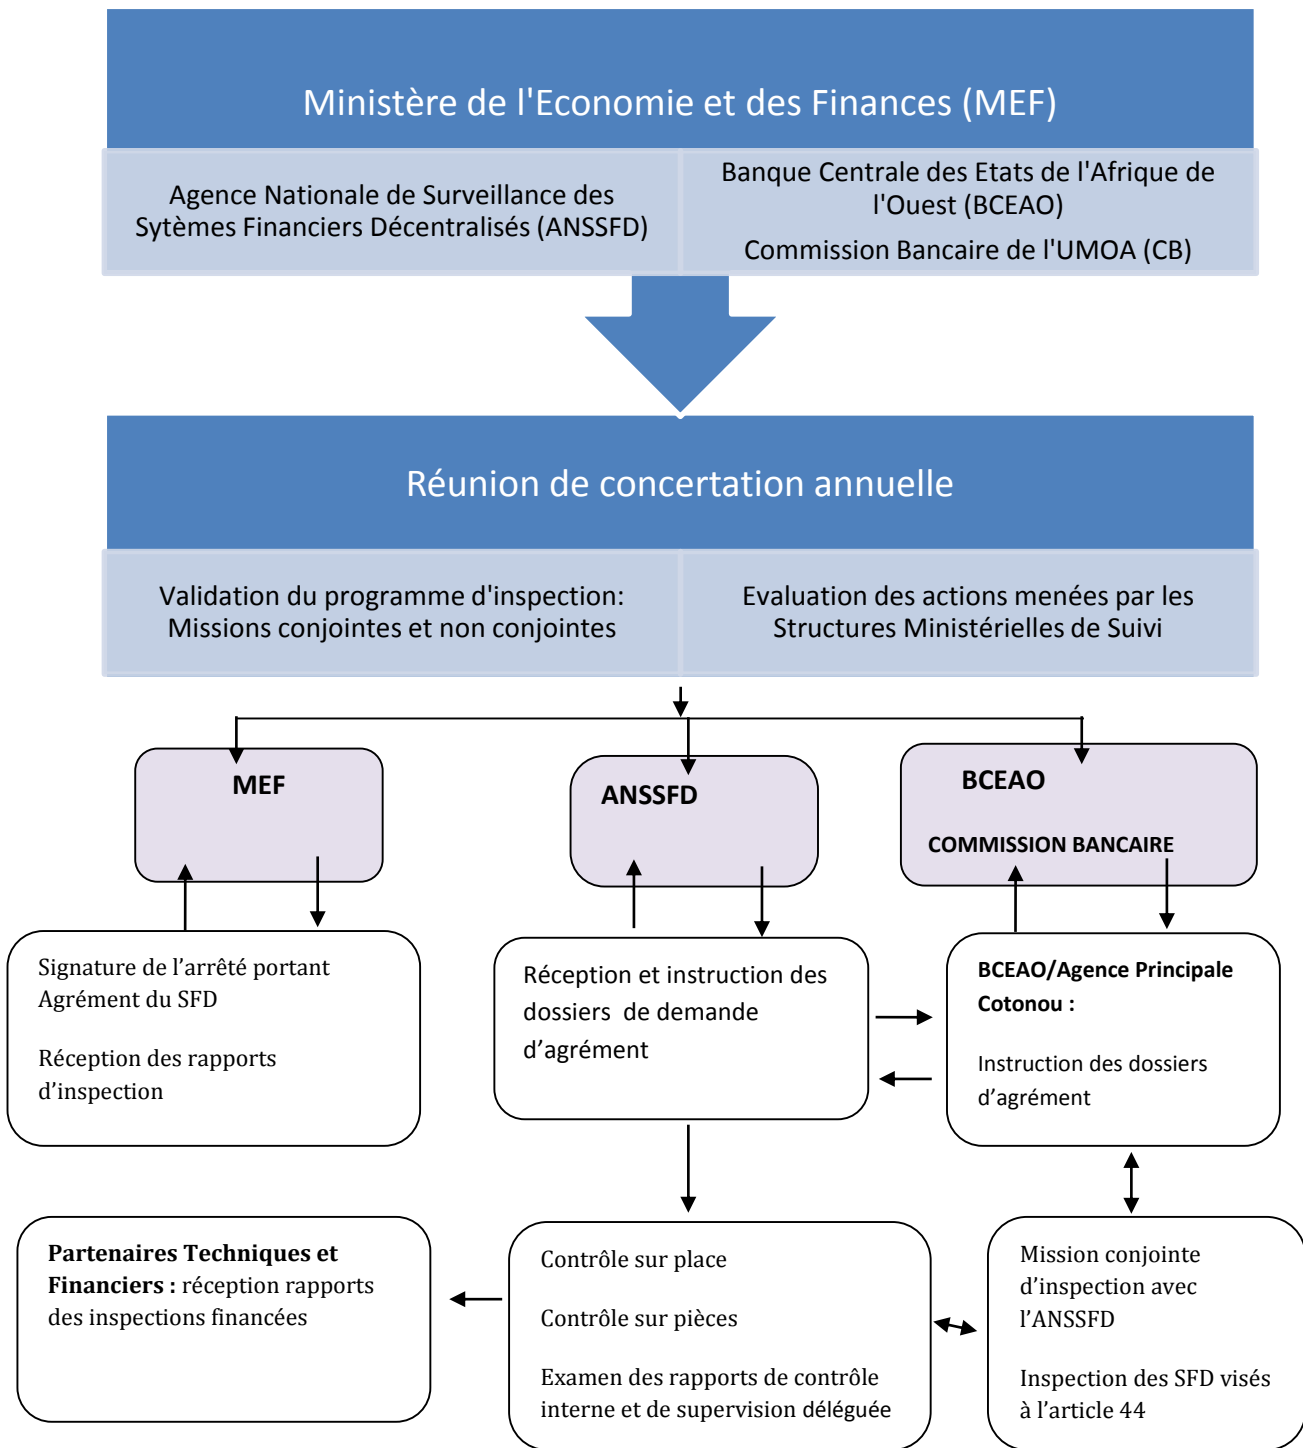 Ministère de l'Economie et des Finances (MEF)
Agence Nationale de Surveillance des
Sytèmes Financiers Décentralisés (ANSSFD)
Banque Centrale des Etats de l'Afrique de
l'Ouest (BCEAO)
Commission Bancaire de l'UMOA (CB)
Réunion de concertation annuelle
Validation du programme d'inspection:
Missions conjointes et non conjointes
Evaluation des actions menées par les
Structures Ministérielles de Suivi
MEF
ANSSFD
BCEAO
COMMISSION BANCAIRE
Signature de l’arrêté portant
Agrément du SFD
Réception des rapports
d’inspection
Réception et instruction des
dossiers de demande
d’agrément
BCEAO/Agence Principale
Cotonou :
Instruction des dossiers
d’agrément
Partenaires Techniques et
Financiers : réception rapports
des inspections financées
Contrôle sur place
Contrôle sur pièces
Examen des rapports de contrôle
interne et de supervision déléguée
Mission conjointe
d’inspection avec
l’ANSSFD
Inspection des SFD visés
à l’article 44